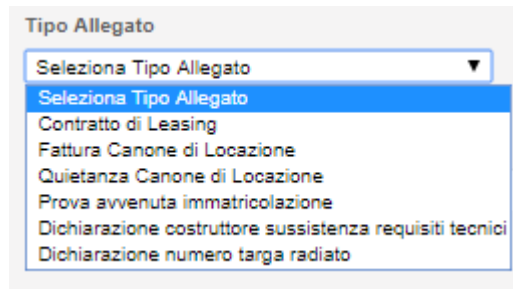 Tipo Allegato
Seleziona Tipo Allegato
Seleziona Tipo Allegato
Contratto di Leasing
Fattura Canone di Locazione
Quietanza Canone di Locazione
Prova avvenuta immatricolazione
Dichiarazione costruttore sussistenza requisiti tecnici
Dichiarazione numero targa radiato